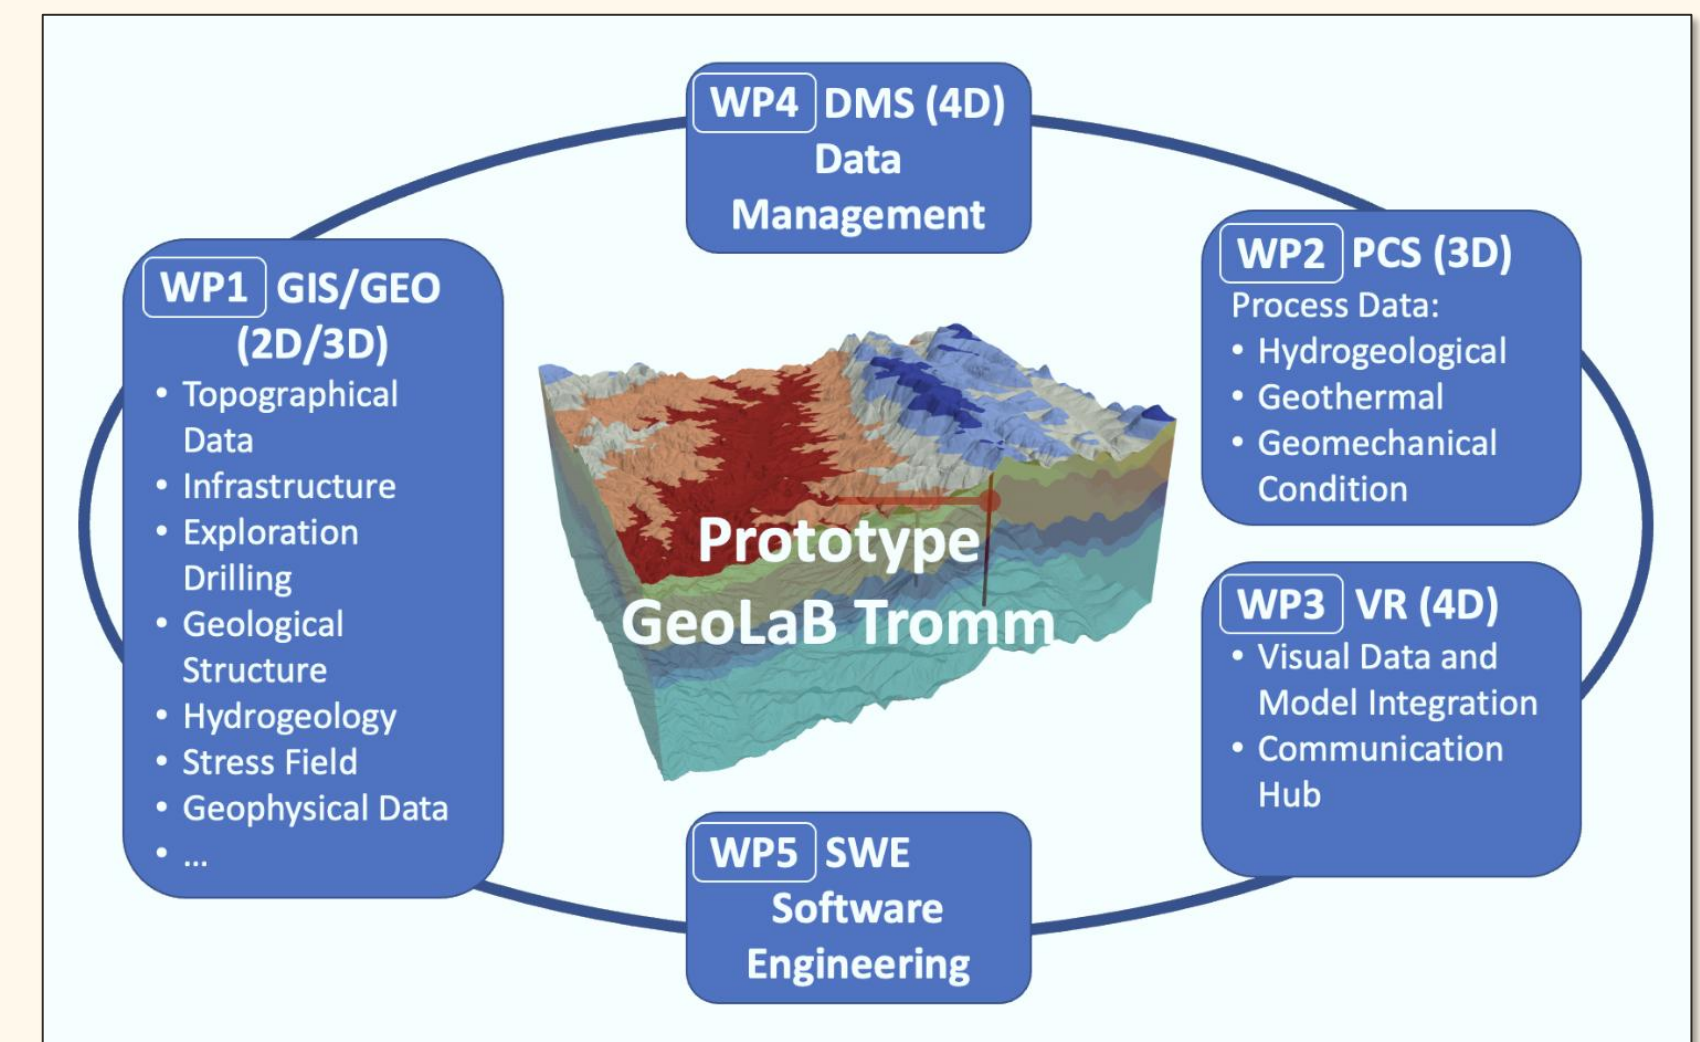 WP4 DMS (4D)
Data
Management
WP1 GIS/GEO
(2D/3D)
• Topographical
Data
• Infrastructure
• Exploration
Drilling
• Geological
Structure
• Hydrogeology
• Stress Field
• Geophysical Data
• ...
WP2 PCS (3D)
Process Data:
• Hydrogeological
• Geothermal
• Geomechanical
Condition
Prototype
GeoLaB Tromm
WP3 VR (4D)
• Visual Data and
Model Integration
• Communication
Hub
WP5 SWE
Software
Engineering